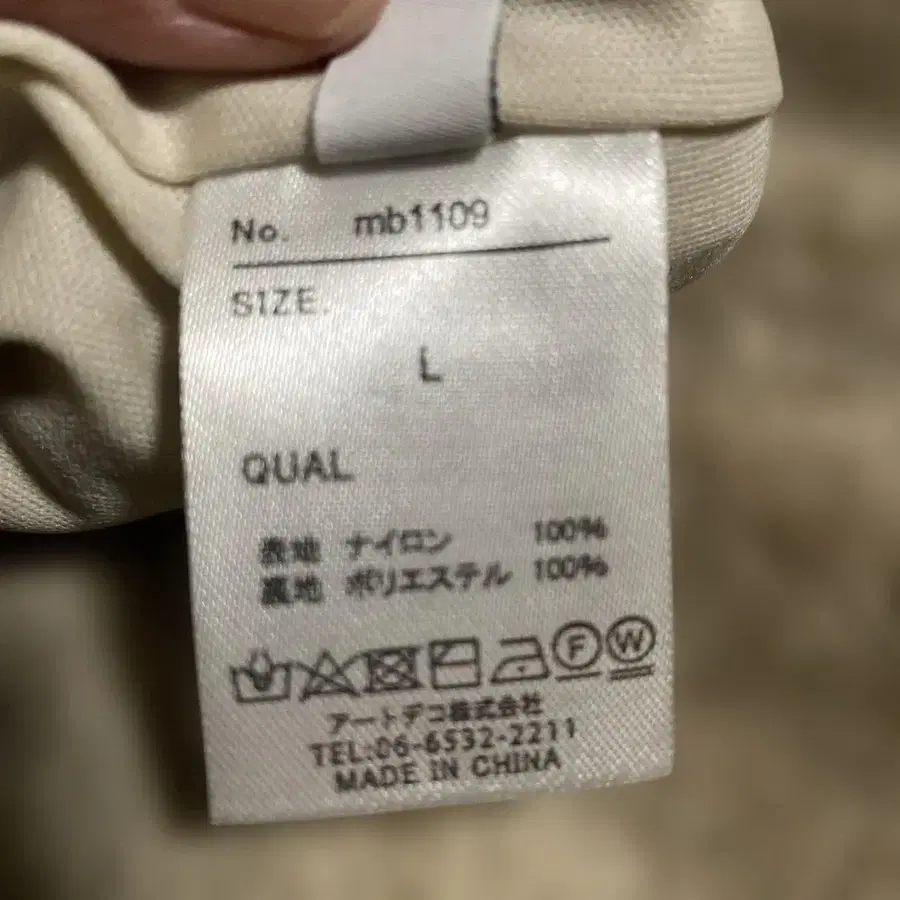 No. mb1109
SIZE.
L
QUAL
表地 ナイロン 100%
裏地 ポリエステル 100%
F W
アートデコ株式会社
TEL:06-6532-2211
MADE IN CHINA